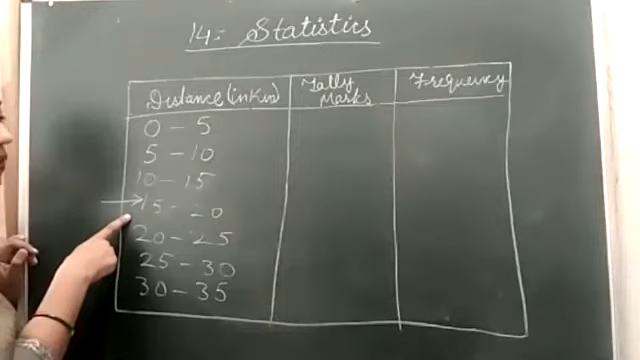 14:- Statistics
Distance (in Km) Tally Marks Frequency
0 - 5
5 - 10
10 - 15
15 - 20
20 - 25
25 - 30
30 - 35